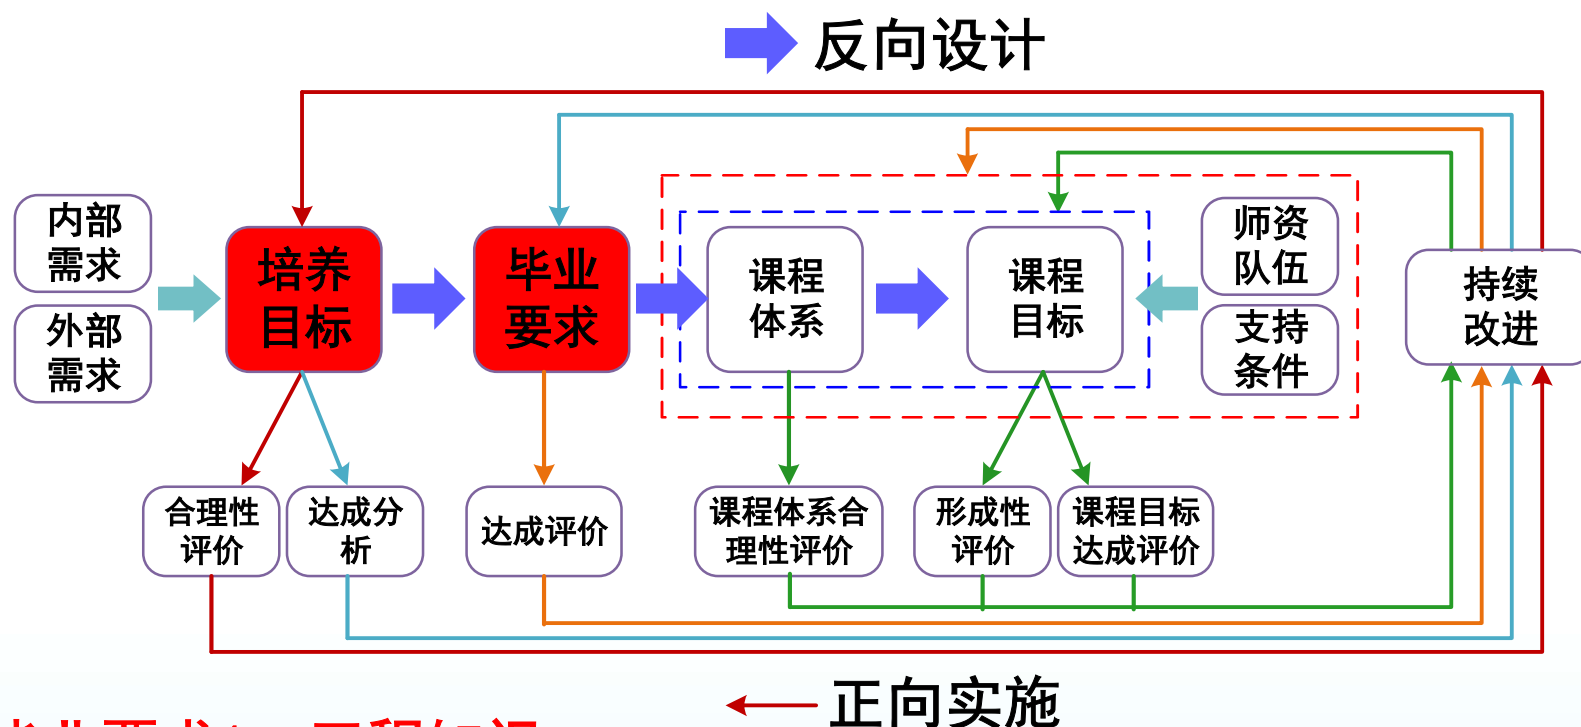 反向设计
内部
需求
外部
需求
培养
目标
毕业
要求
课程
体系
课程
目标
师资
队伍
支持
条件
持续
改进
合理性
评价
达成分
析
达成评价
课程体系合
理性评价
形成性
评价
课程目标
达成评价
正向实施